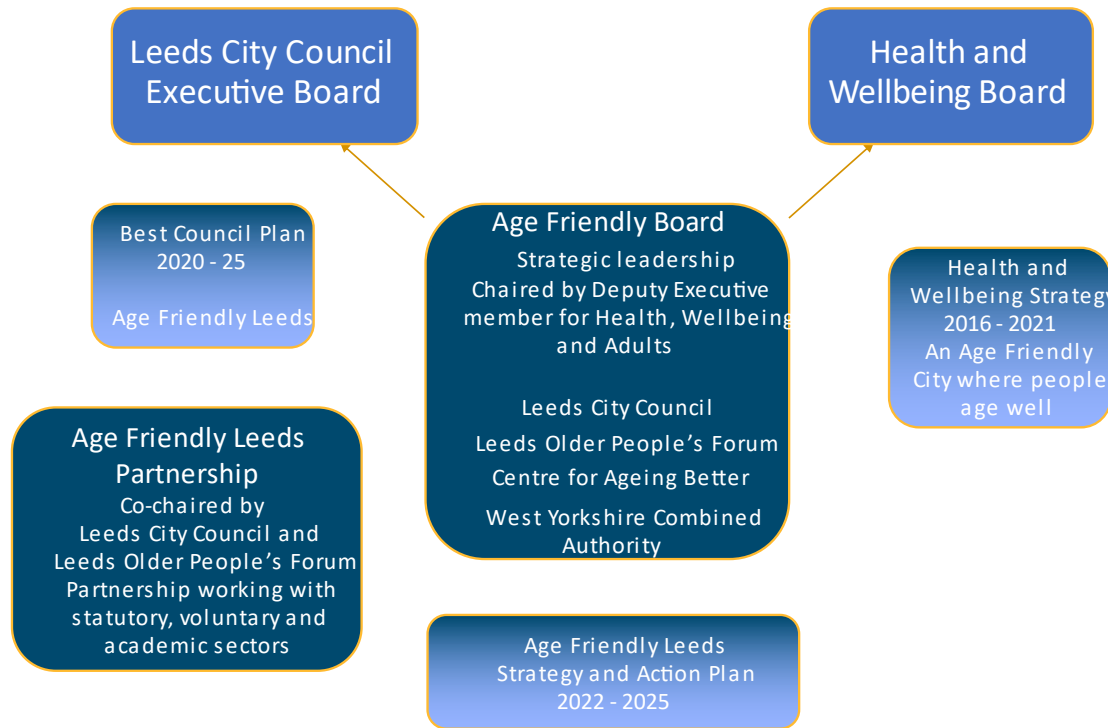 Leeds City Council
Executive Board
Health and
Wellbeing Board
Best Council Plan
2020 - 25
Age Friendly Leeds
Age Friendly Board
Strategic leadership
Chaired by Deputy Executive
member for Health, Wellbeing
and Adults
Leeds City Council
Leeds Older People’s Forum
Centre for Ageing Better
West Yorkshire Combined
Authority
Health and
Wellbeing Strategy
2016 - 2021
An Age Friendly
City where people
age well
Age Friendly Leeds
Partnership
Co-chaired by
Leeds City Council and
Leeds Older People’s Forum
Partnership working with
statutory, voluntary and
academic sectors
Age Friendly Leeds
Strategy and Action Plan
2022 - 2025